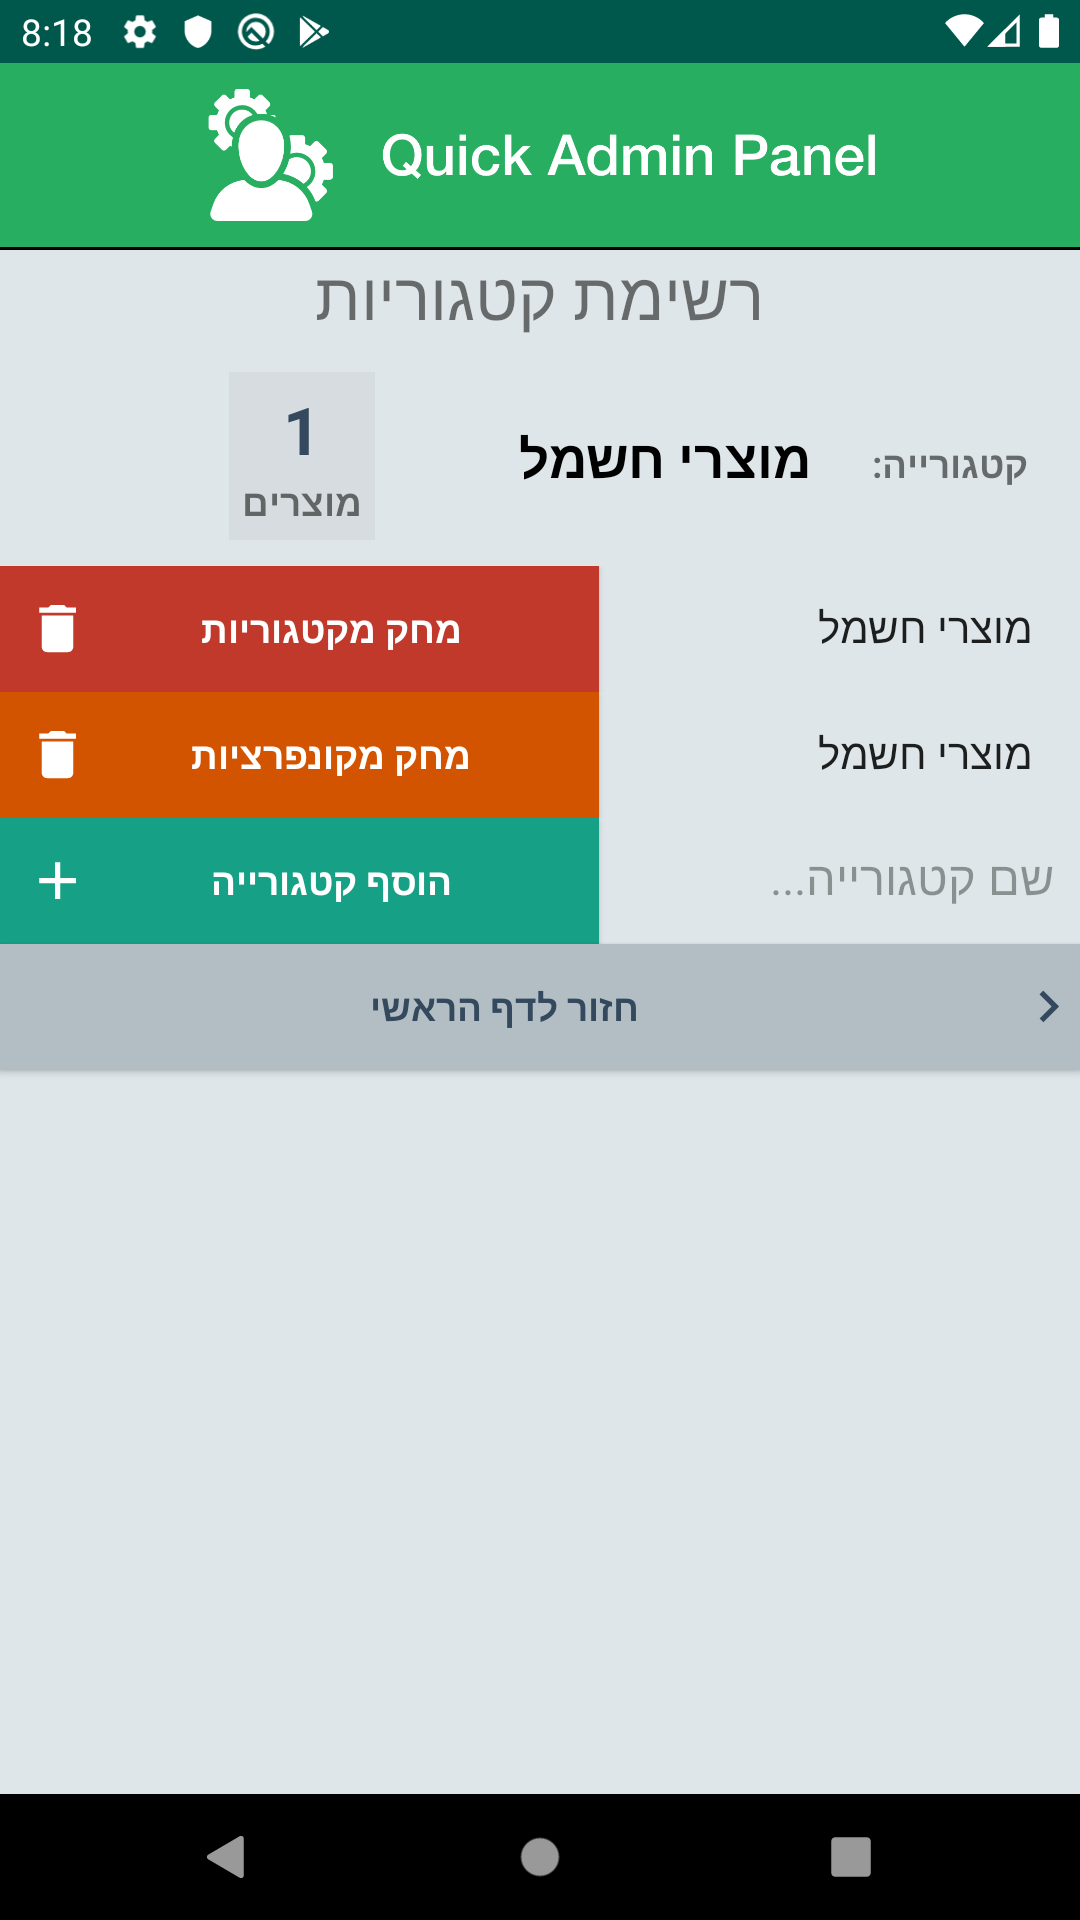 8:18
Quick Admin Panel
רשימת קטגוריות
קטגורייה: מוצרי חשמל 1
מוצרים
מוצרי חשמל מחק מקטגוריות
מוצרי חשמל מחק מקונפרציות
שם קטגורייה... הוסף קטגורייה
חזור לדף הראשי